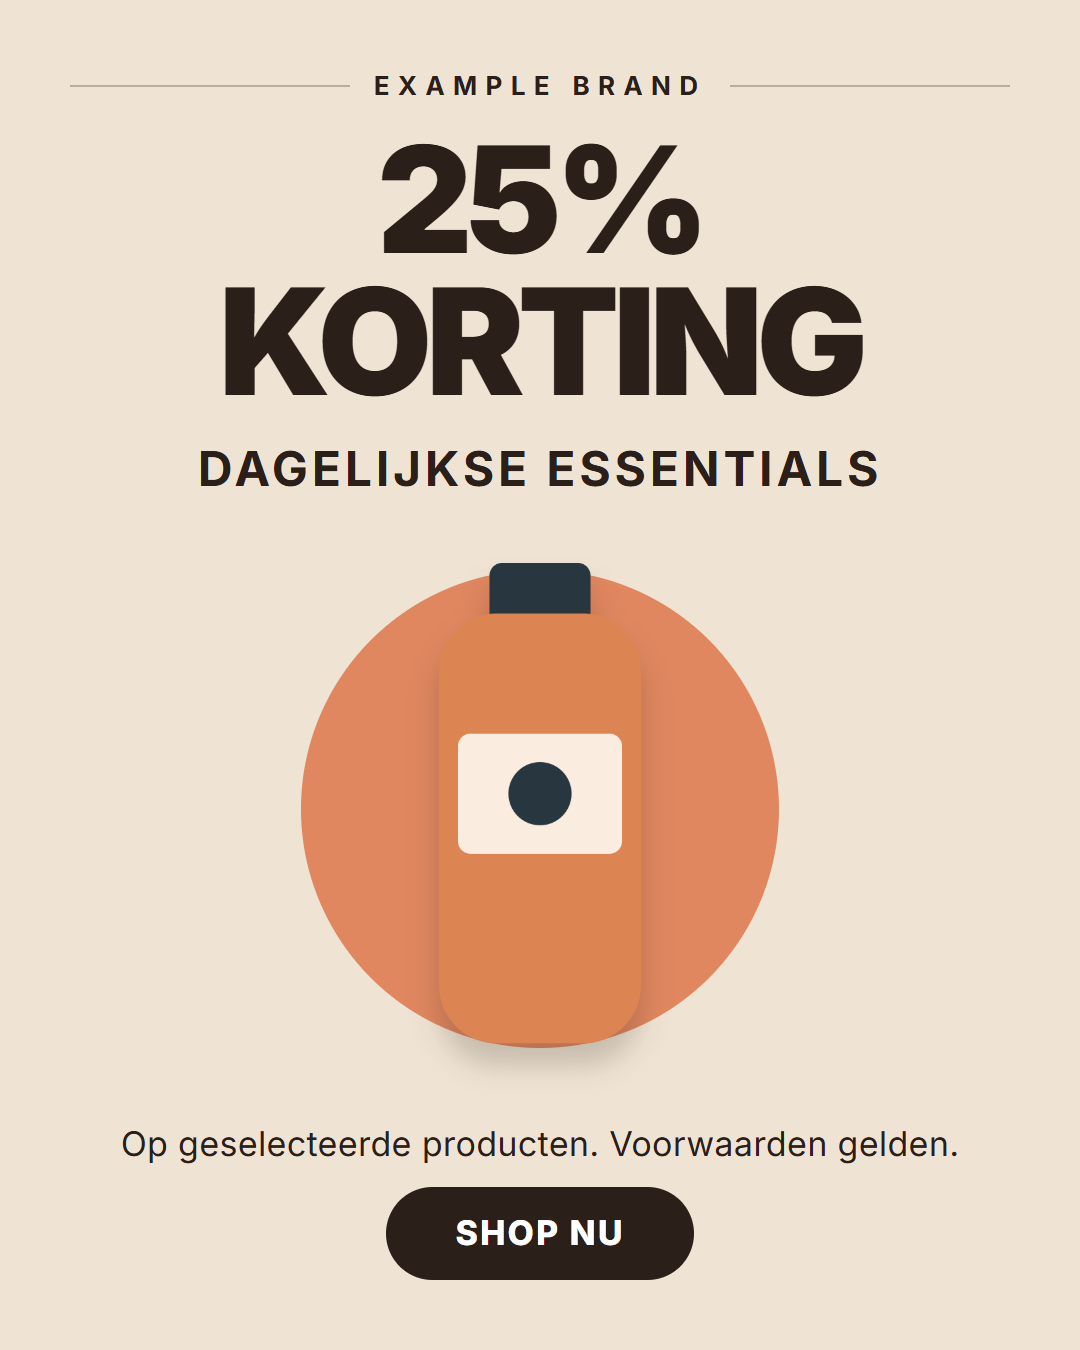 EXAMPLE BRAND
25%
KORTING
DAGELIJKSE ESSENTIALS
Op geselecteerde producten. Voorwaarden gelden.
SHOP NU